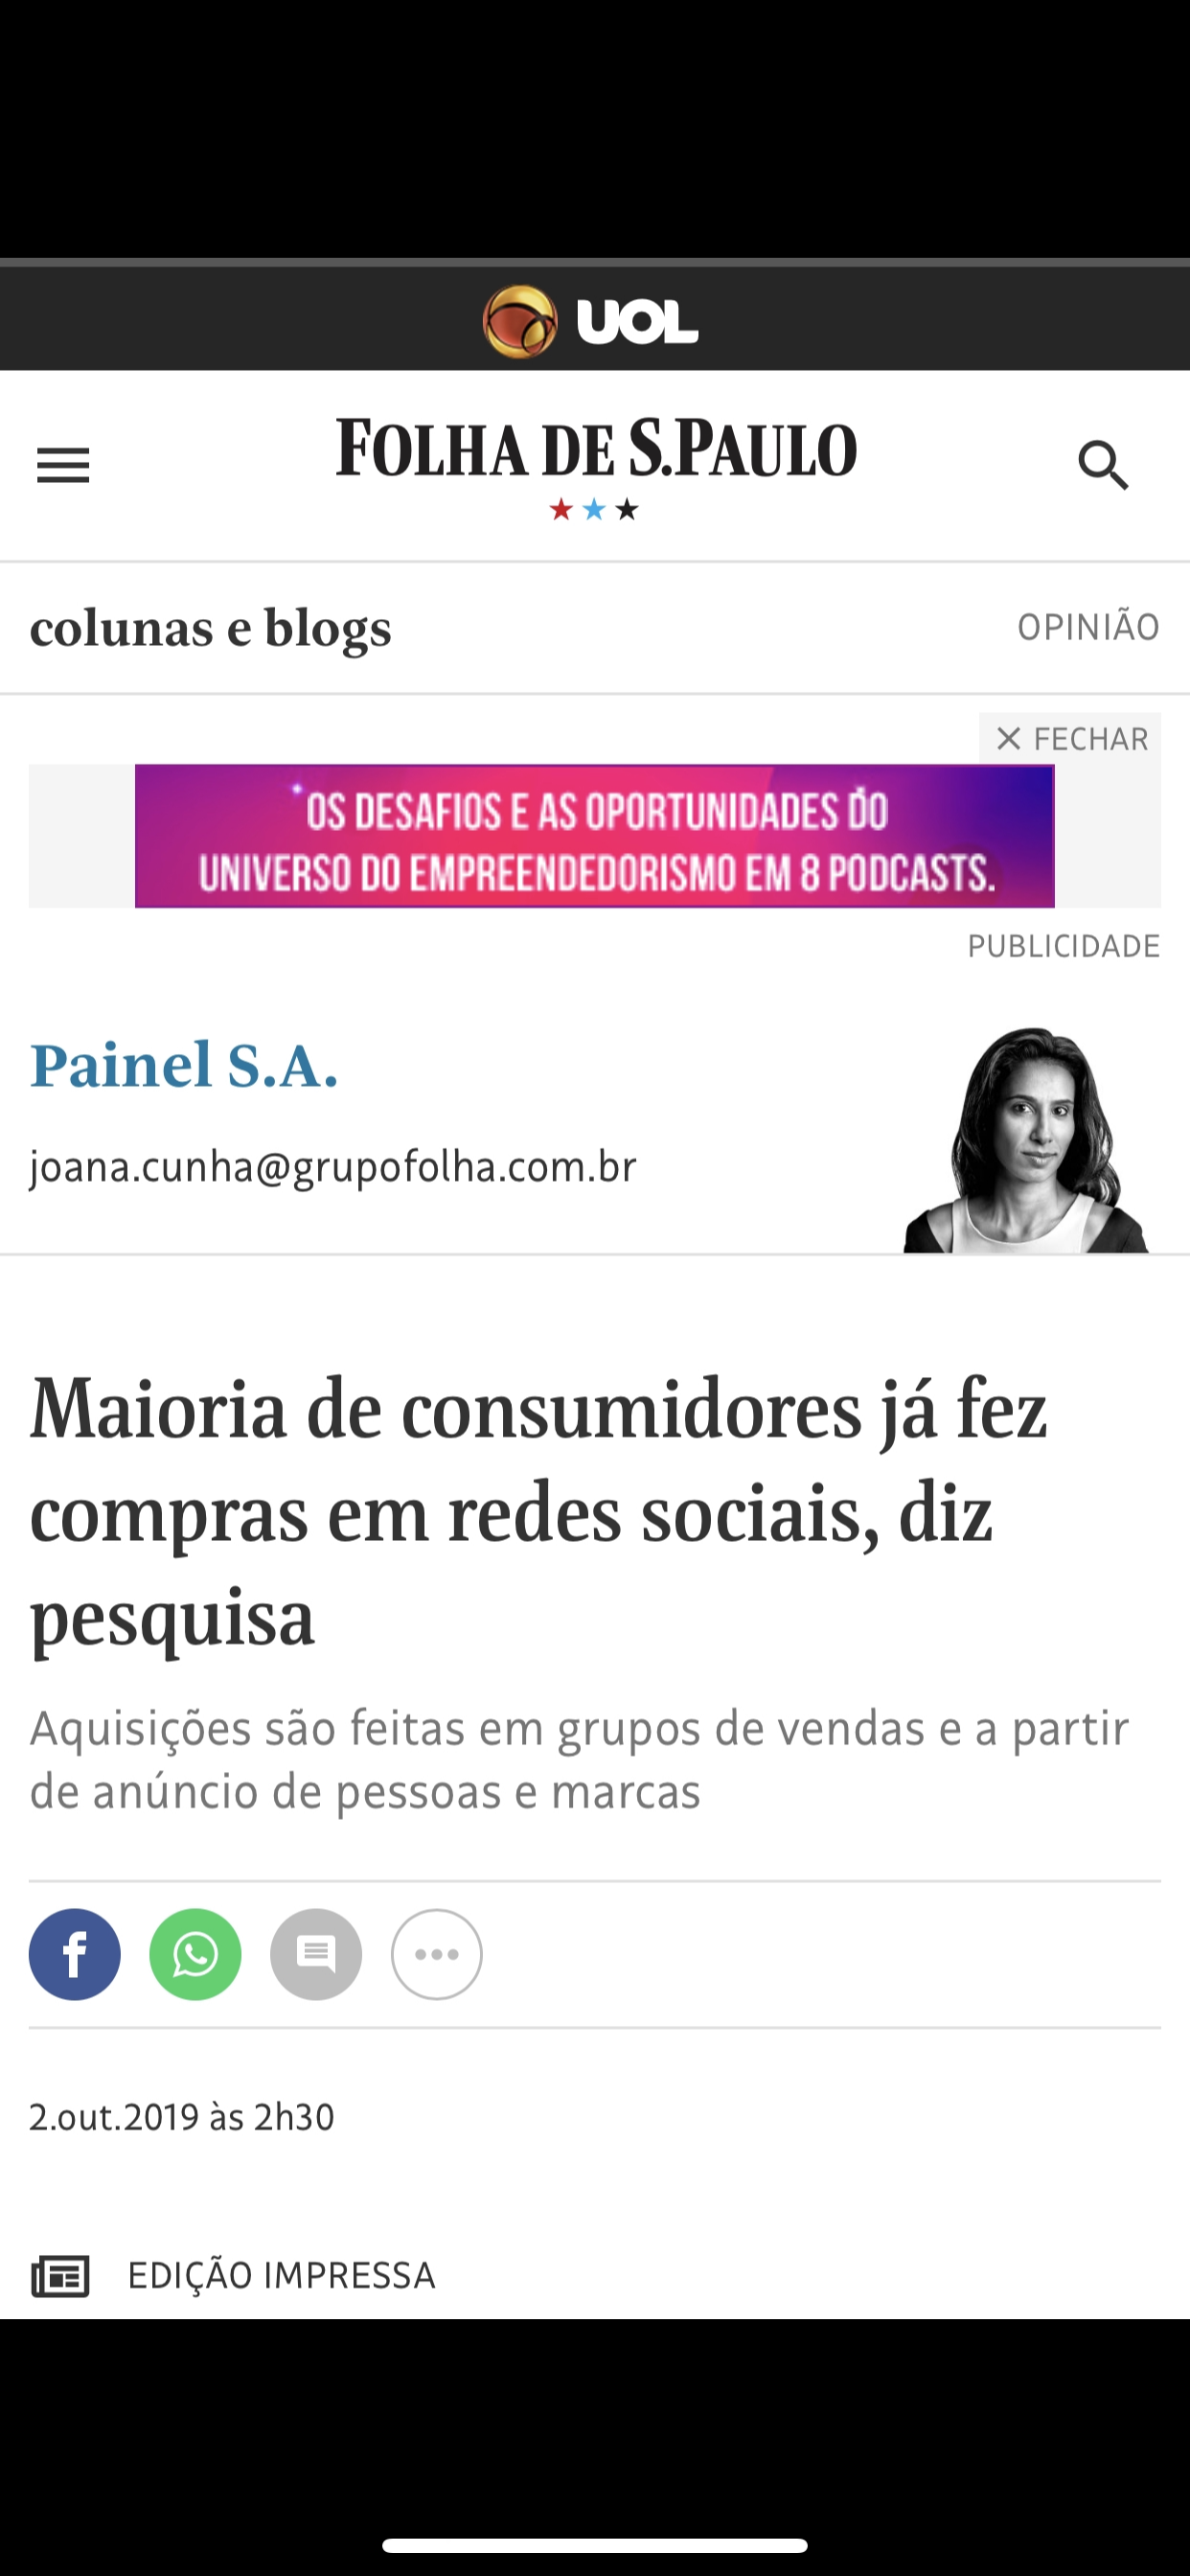 UOL
FOLHA DE S.PAULO
colunas e blogs
OPINIÃO
FECHAR
OS DESAFIOS E AS OPORTUNIDADES DO
UNIVERSO DO EMPREENDEDORISMO EM 8 PODCASTS.
PUBLICIDADE
Painel S.A.
joana.cunha@grupofolha.com.br
Maioria de consumidores já fez
compras em redes sociais, diz
pesquisa
Aquisições são feitas em grupos de vendas e a partir
de anúncio de pessoas e marcas
2.out.2019 às 2h30
EDIÇÃO IMPRESSA